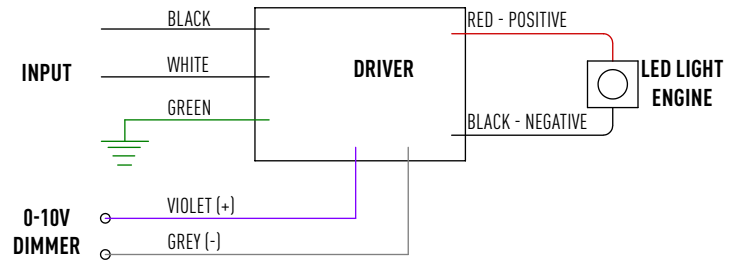 BLACK
RED - POSITIVE
INPUT
WHITE
DRIVER
LED LIGHT
ENGINE
GREEN
BLACK - NEGATIVE
0-10V
DIMMER
VIOLET (+)
GREY (-)